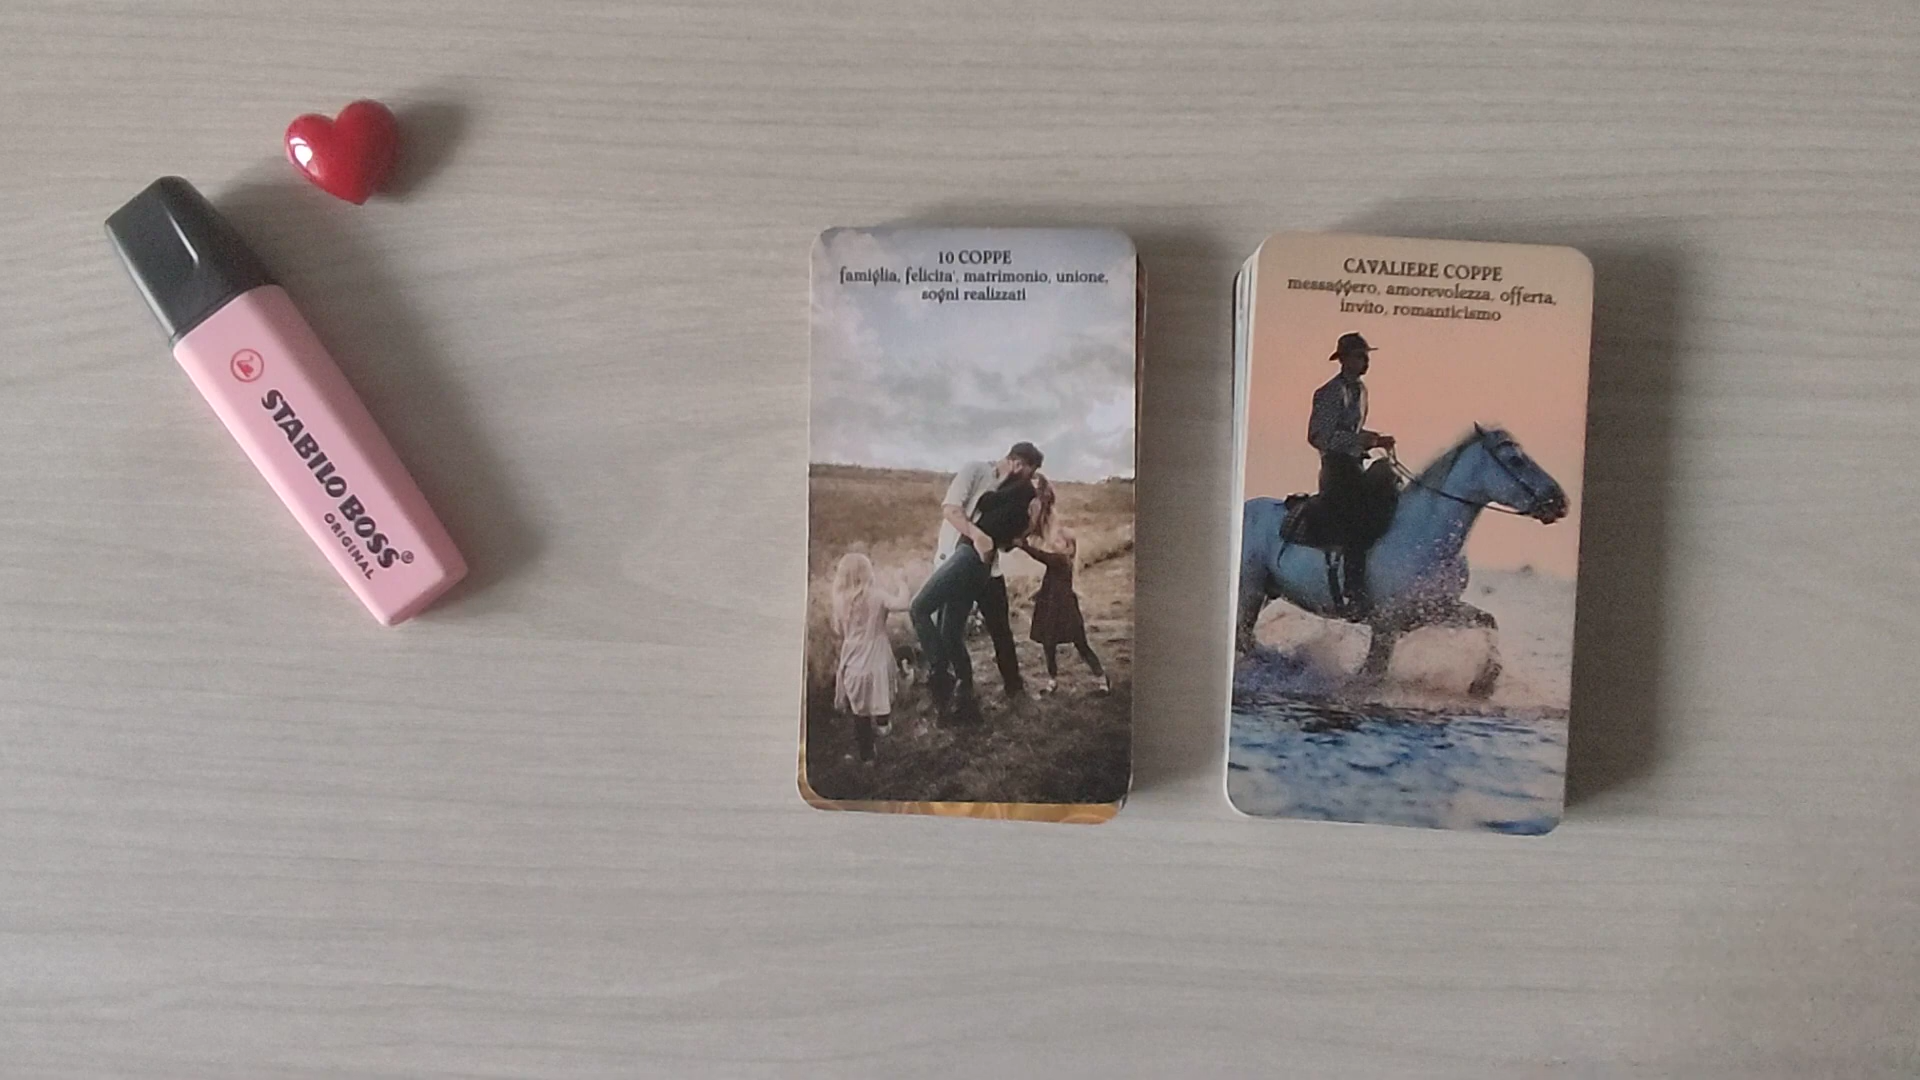 STABILO BOSS®
ORIGINAL
10 COPPE
famiglia, felicita', matrimonio, unione,
sogni realizzati
CAVALIERE COPPE
messaggero, amorevolezza, offerta,
invito, romanticismo